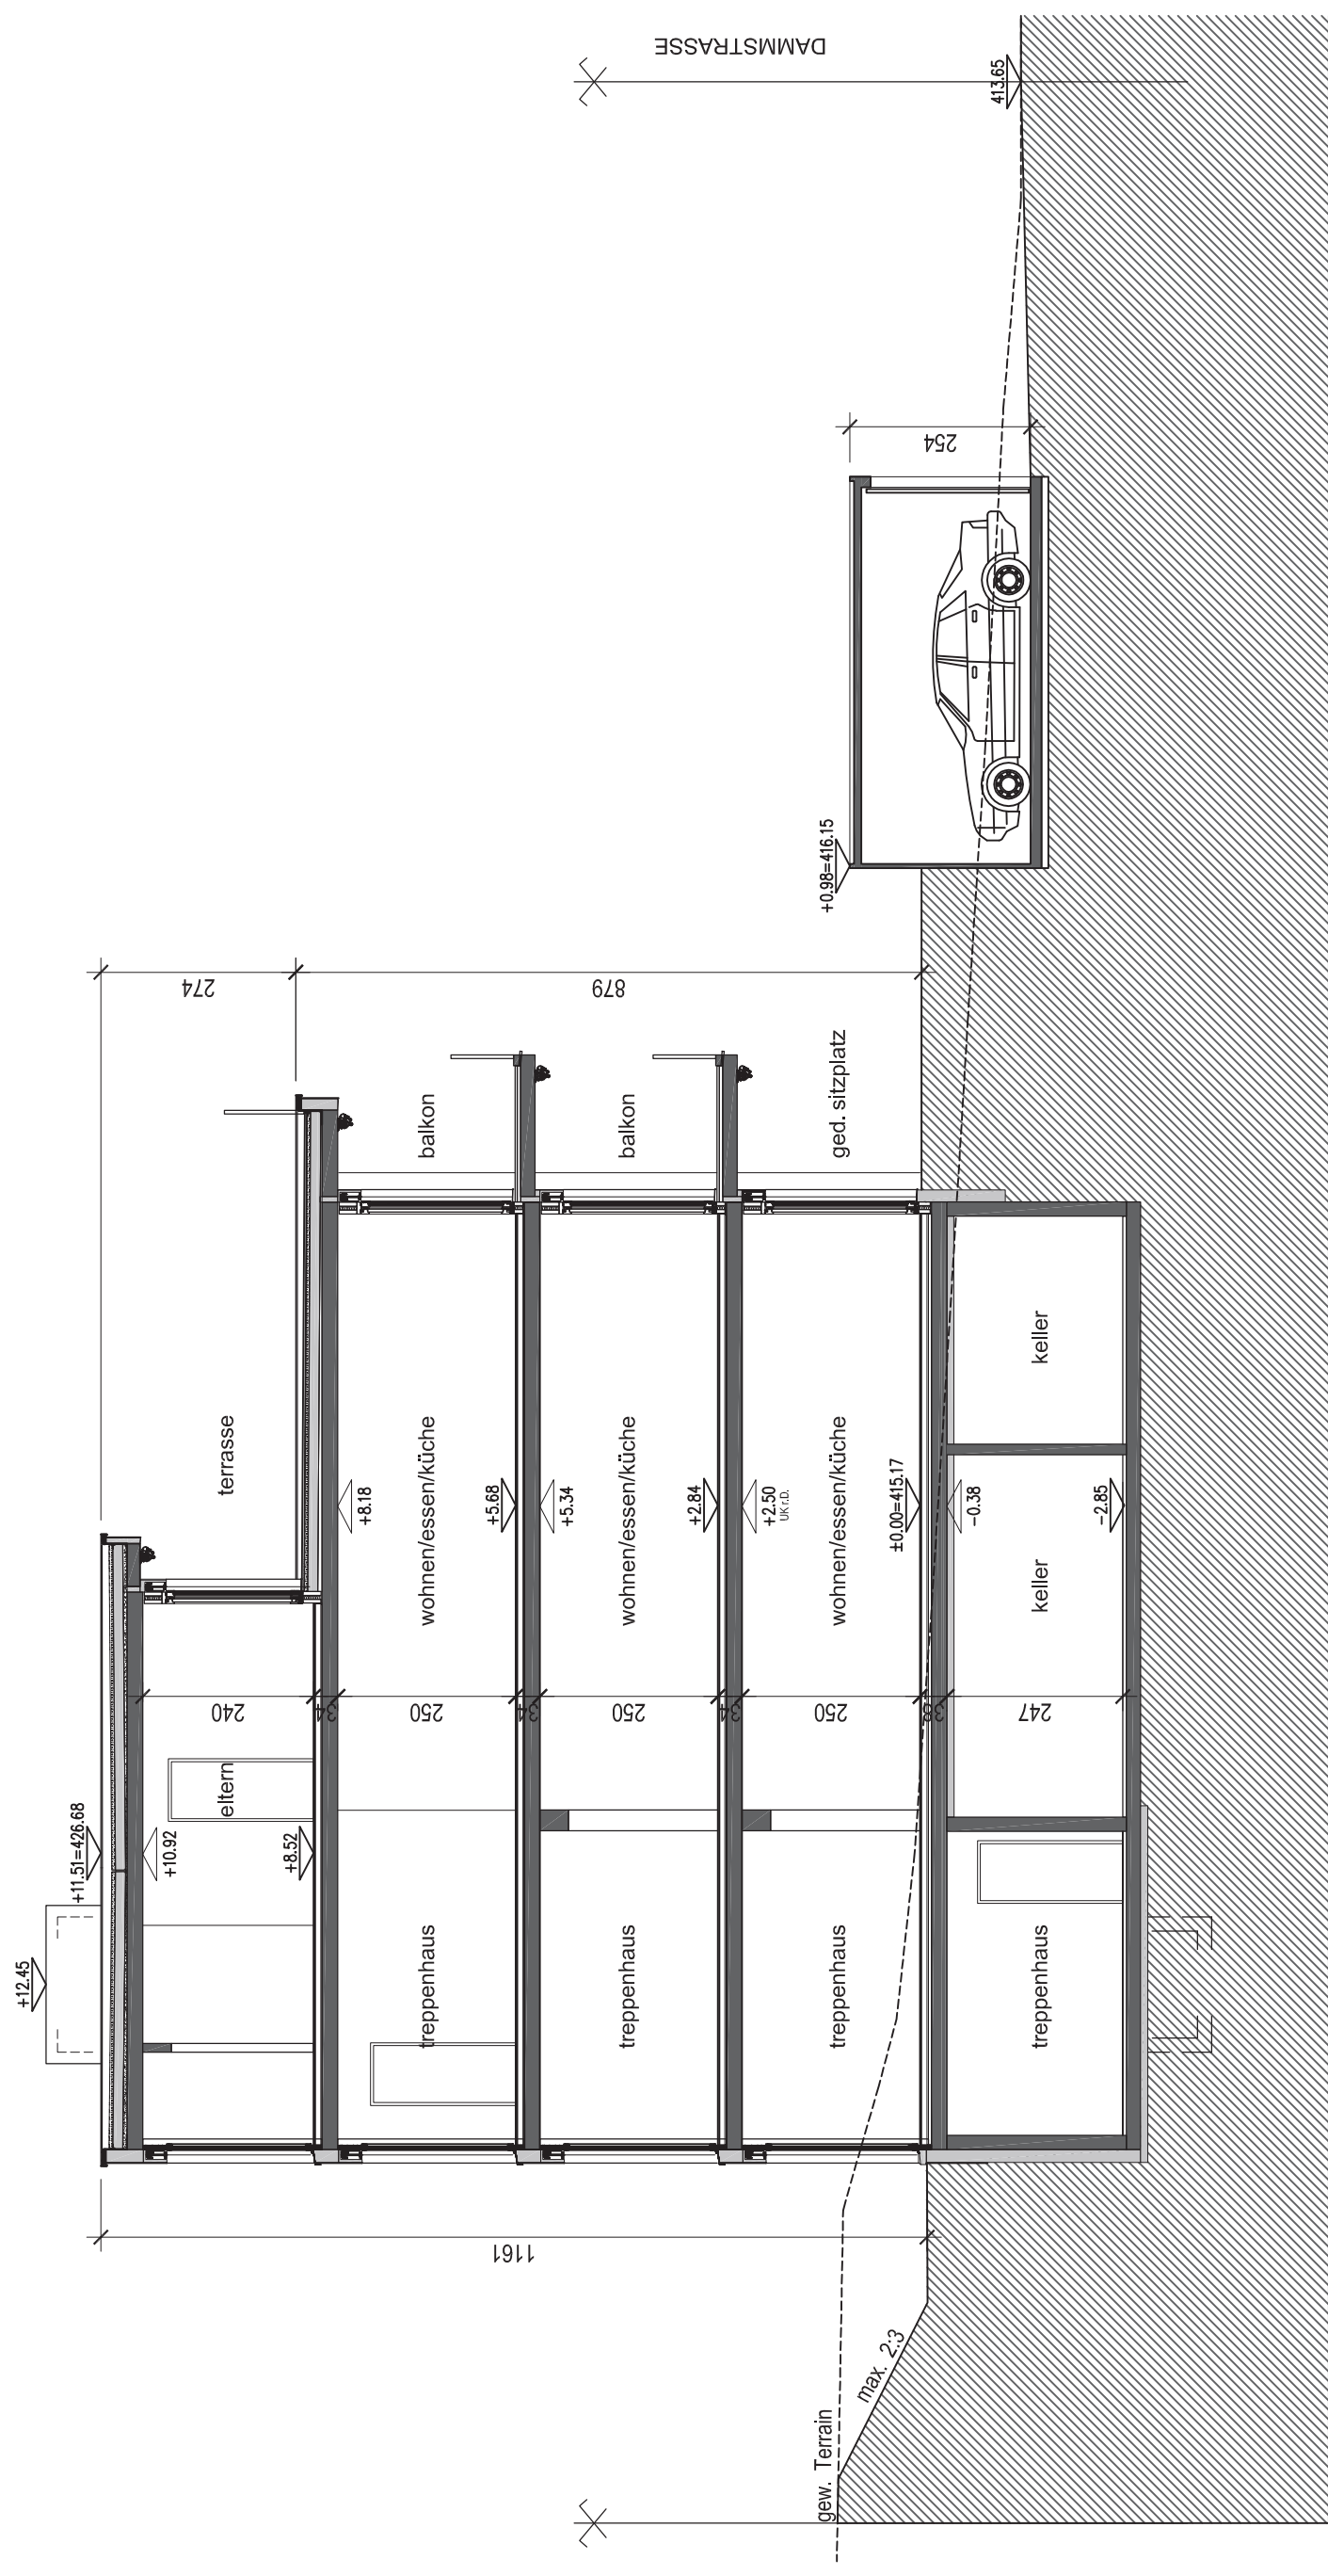 +12.45
+11.51=426.68
+10.92
+8.52
eltern
240
34
terrasse
274
+8.18
250
wohnen/essen/küche
balkon
treppenhaus
+5.68
34
+5.34
250
wohnen/essen/küche
balkon
treppenhaus
+2.84
34
+2.50
UK r.D.
250
wohnen/essen/küche
ged. sitzplatz
treppenhaus
±0.00=415.17
38
-0.38
247
keller
keller
treppenhaus
-2.85
879
1161
+0.98=416.15
254
413.65
DAMMSTRASSE
gew. Terrain
max. 2:3